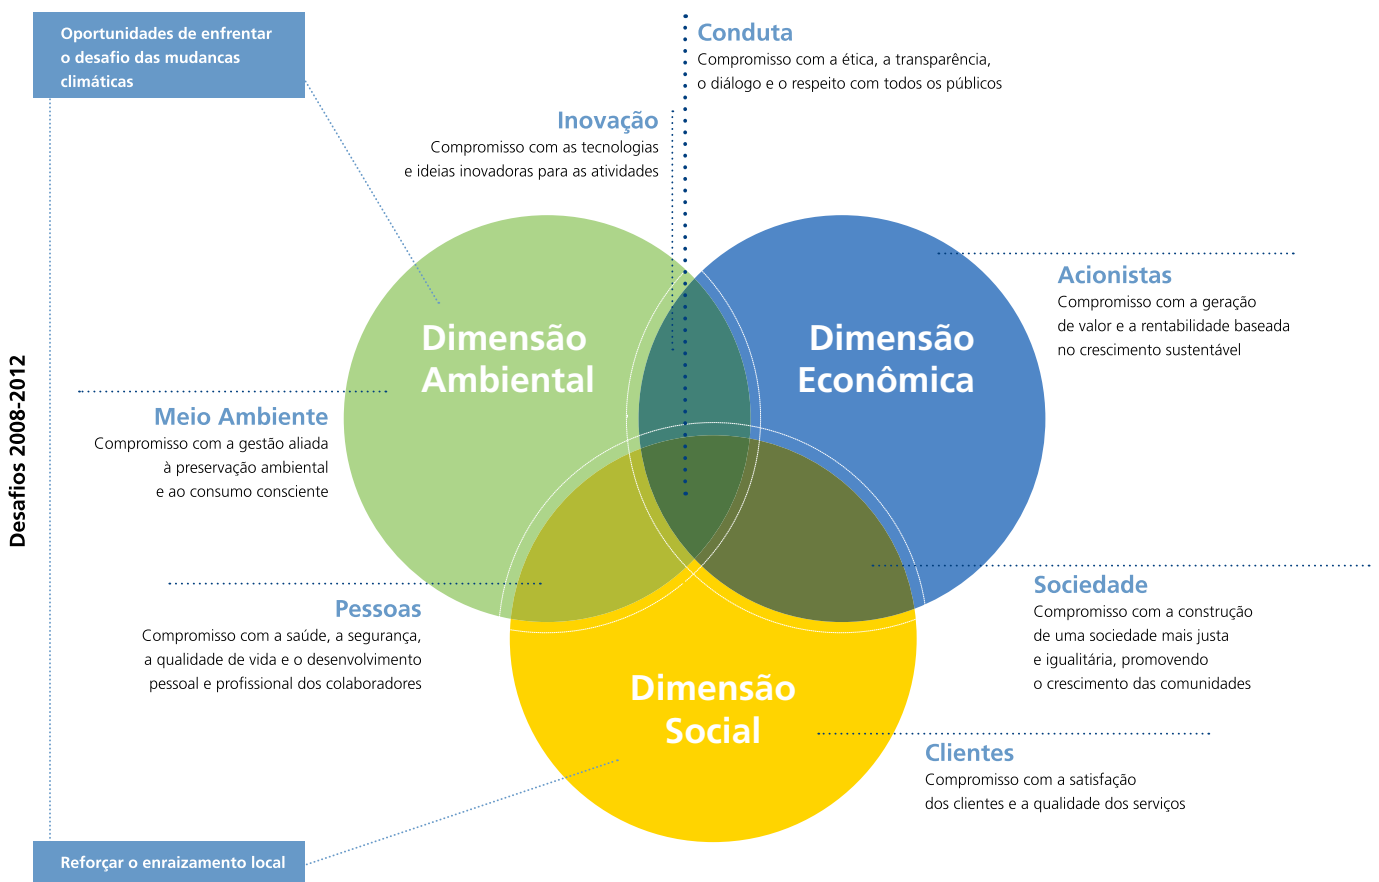 Oportunidades de enfrentar
o desafio das mudancas
climáticas
Conduta
Compromisso com a ética, a transparência,
o diálogo e o respeito com todos os públicos
Inovação
Compromisso com as tecnologias
e ideias inovadoras para as atividades
Acionistas
Compromisso com a geração
de valor e a rentabilidade baseada
no crescimento sustentável
Dimensão
Ambiental
Dimensão
Econômica
Desafios 2008-2012
Meio Ambiente
Compromisso com a gestão aliada
à preservação ambiental
e ao consumo consciente
Pessoas
Compromisso com a saúde, a segurança,
a qualidade de vida e o desenvolvimento
pessoal e profissional dos colaboradores
Sociedade
Compromisso com a construção
de uma sociedade mais justa
e igualitária, promovendo
o crescimento das comunidades
Dimensão
Social
Clientes
Compromisso com a satisfação
dos clientes e a qualidade dos serviços
Reforçar o enraizamento local